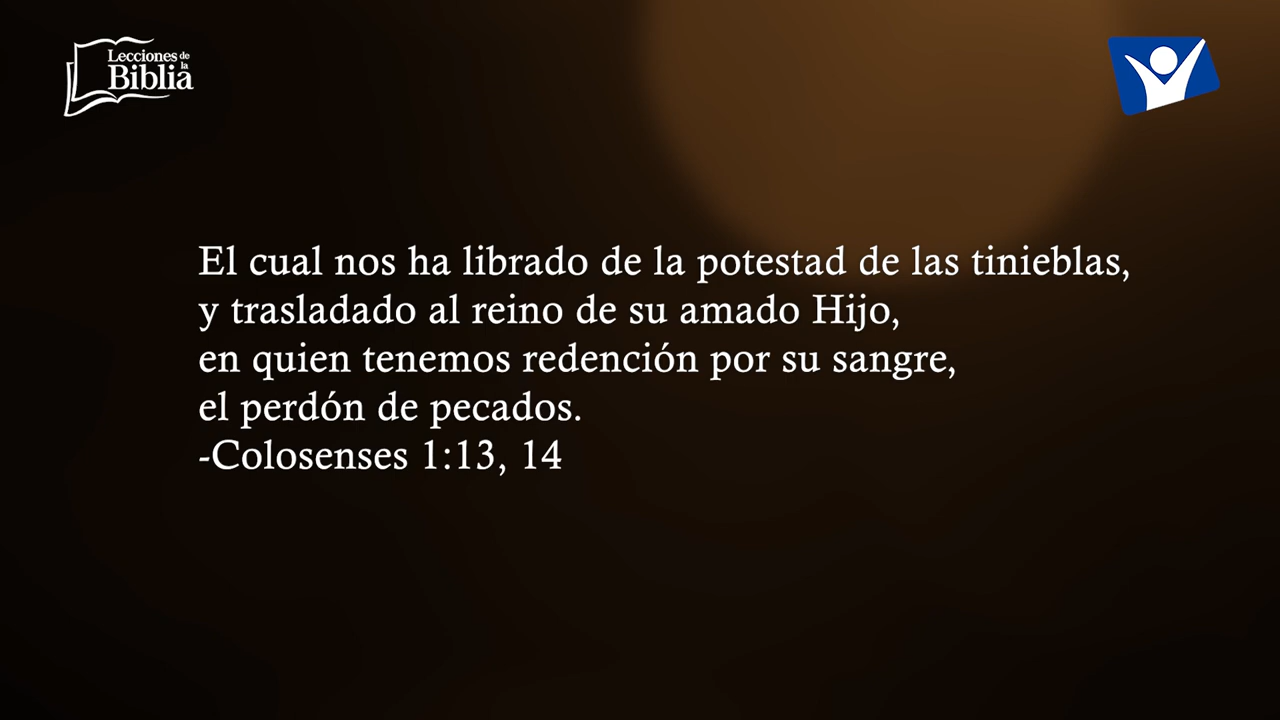 Lecciones de
la
Biblia
El cual nos ha librado de la potestad de las tinieblas,
y trasladado al reino de su amado Hijo,
en quien tenemos redención por su sangre,
el perdón de pecados.
-Colosenses 1:13, 14